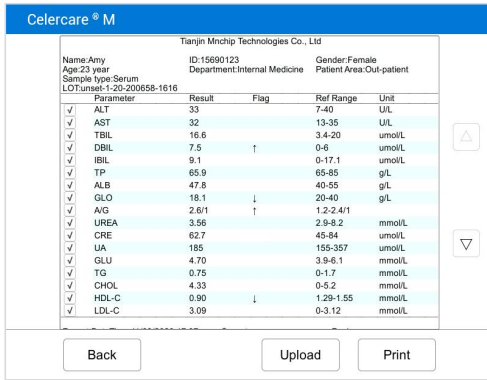 Celercare ® M
Tianjin Mnchip Technologies Co., Ltd
Name:Amy ID:15690123 Gender:Female
Age:23 year Department:Internal Medicine Patient Area:Out-patient
Sample type:Serum
LOT:unset-1-20-200658-1616
Parameter Result Flag Ref Range Unit
√ ALT 33 7-40 U/L
√ AST 32 13-35 U/L
√ TBIL 16.6 3.4-20 umol/L
√ DBIL 7.5 ↑ 0-6 umol/L
√ IBIL 9.1 0-17.1 umol/L
√ TP 65.9 65-85 g/L
√ ALB 47.8 40-55 g/L
√ GLO 18.1 ↓ 20-40 g/L
√ A/G 2.6/1 ↑ 1.2-2.4/1
√ UREA 3.56 2.9-8.2 mmol/L
√ CRE 62.7 45-84 umol/L
√ UA 185 155-357 umol/L
√ GLU 4.70 3.9-6.1 mmol/L
√ TG 0.75 0-1.7 mmol/L
√ CHOL 4.33 0-5.2 mmol/L
√ HDL-C 0.90 ↓ 1.29-1.55 mmol/L
√ LDL-C 3.09 0-3.12 mmol/L
Back Upload Print